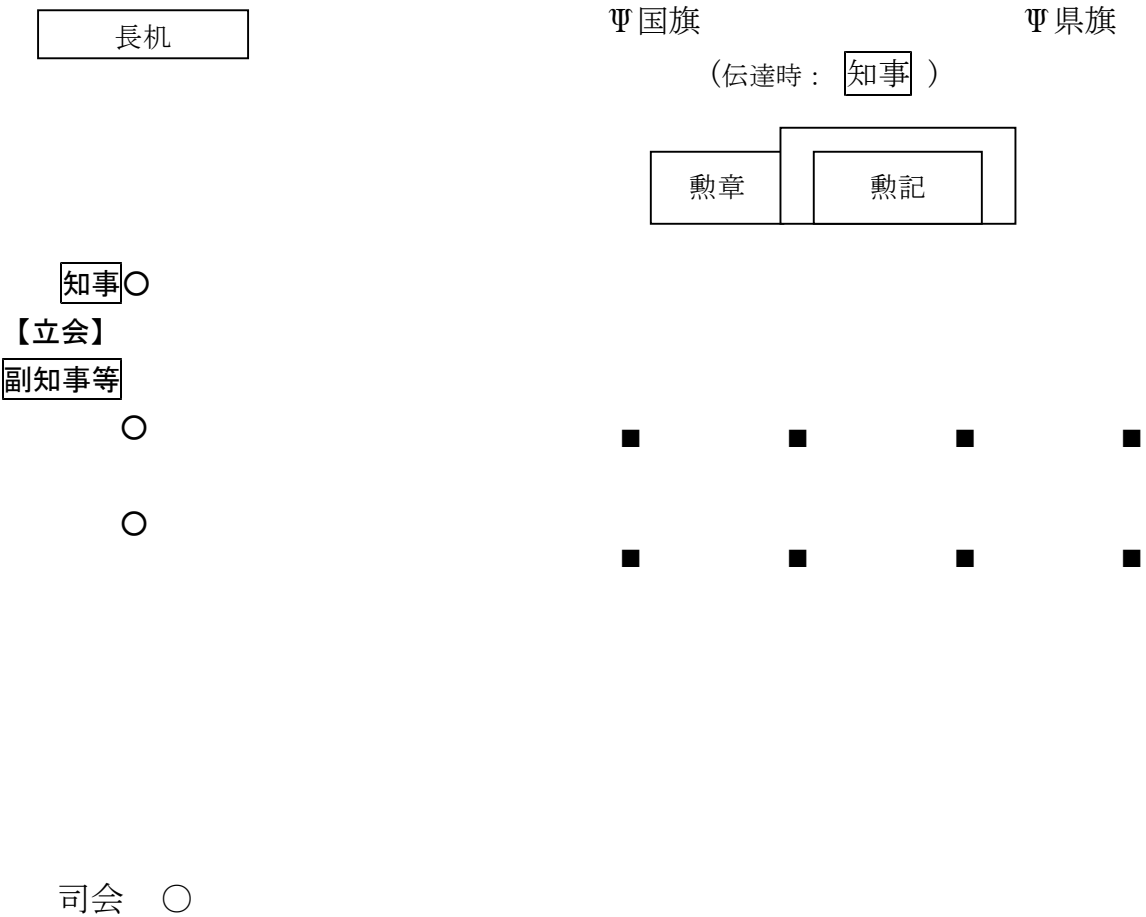 長机
Ψ国旗 Ψ県旗
（伝達時： 知事 ）
勲章 勲記
知事○
【立会】
副知事等
○
■ ■ ■ ■
○
■ ■ ■ ■
司会 ○